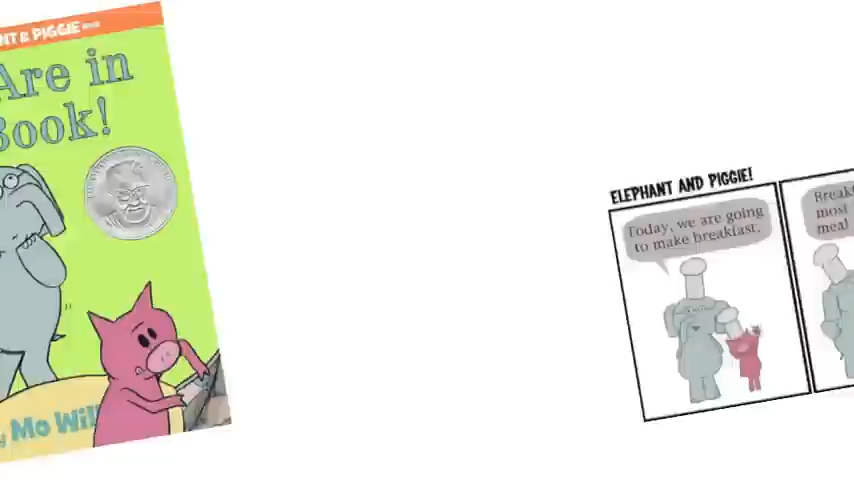 NT & PIGGIE
Are in
Book!
Mo Wil
ELEPHANT AND PIGGIE!
Today, we are going
to make breakfast.
Break
most
meal